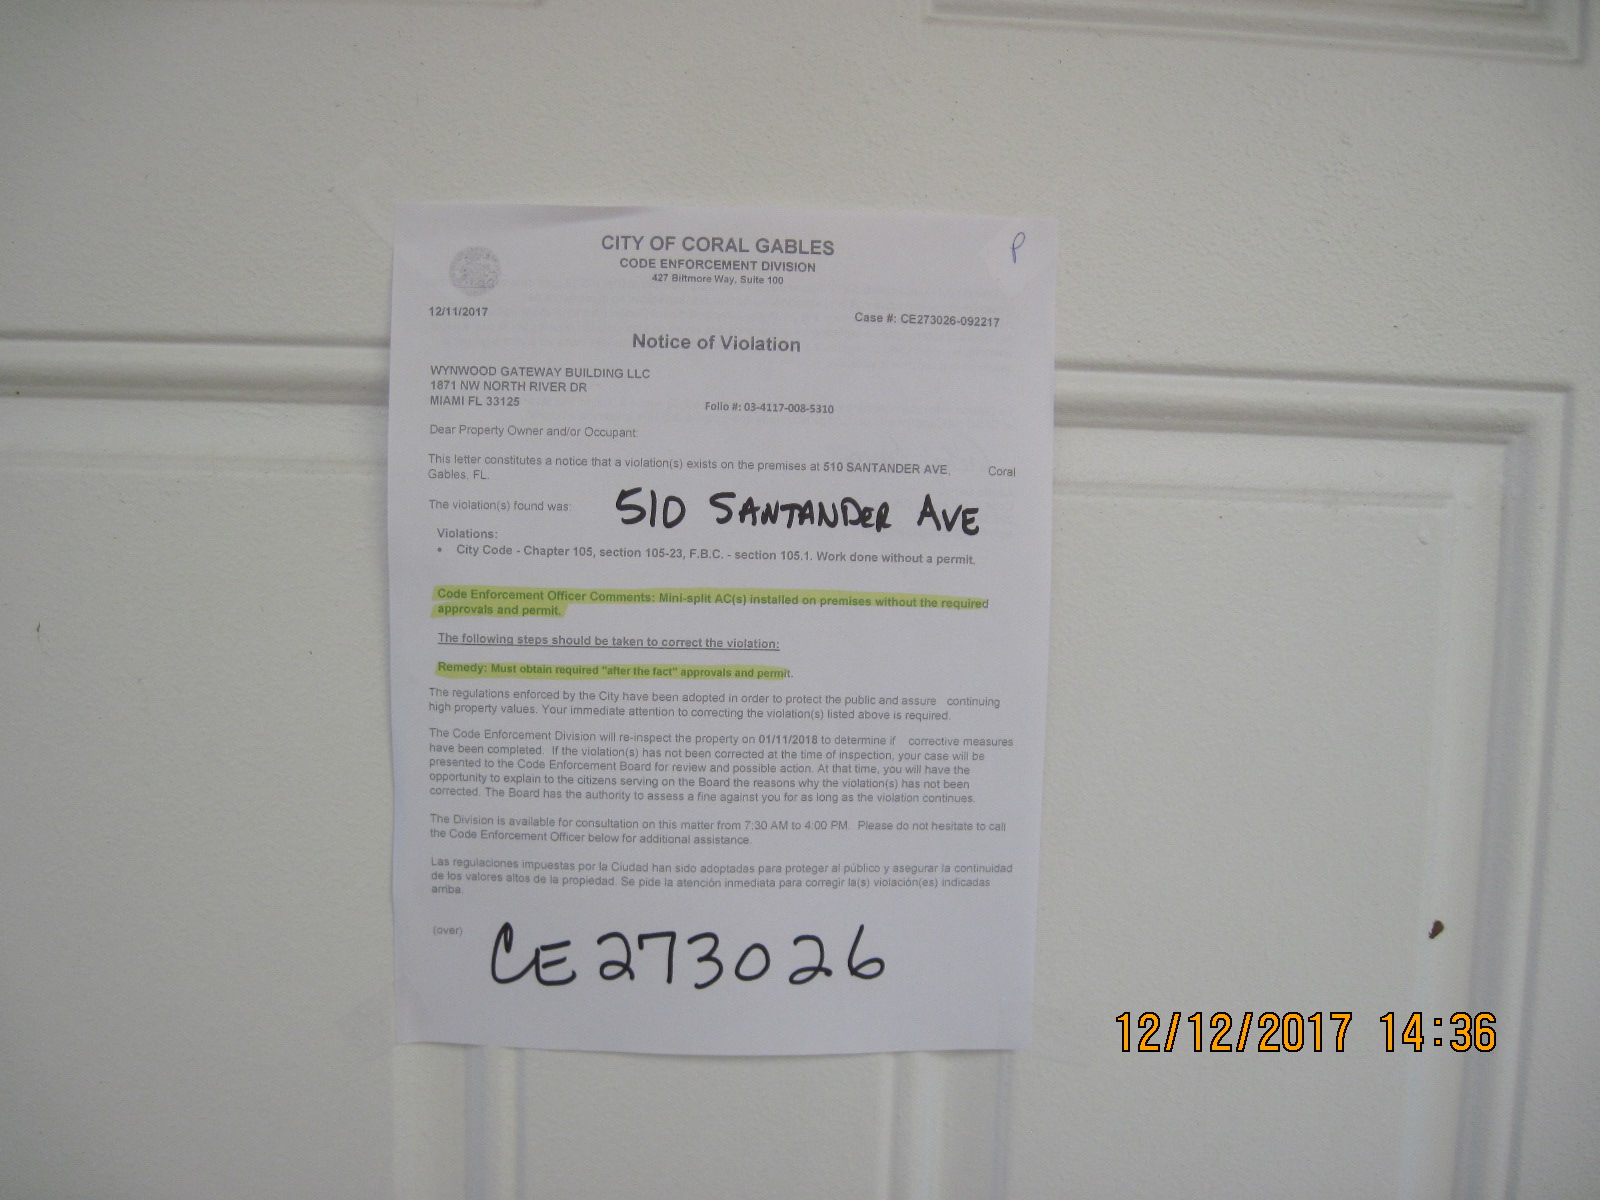 CITY OF CORAL GABLES
CODE ENFORCEMENT DIVISION
427 Biltmore Way, Suite 100
P
12/11/2017
Case #: CE273026-092217
Notice of Violation
WYNWOOD GATEWAY BUILDING LLC
1871 NW NORTH RIVER DR
MIAMI FL 33125
Folio #: 03-4117-008-5310
Dear Property Owner and/or Occupant:
This letter constitutes a notice that a violation(s) exists on the premises at 510 SANTANDER AVE, Coral
Gables, FL.
The violation(s) found was:
510 SANTANDER AVE
Violations:
• City Code - Chapter 105, section 105-23, F.B.C. - section 105.1. Work done without a permit.
Code Enforcement Officer Comments: Mini-split AC(s) installed on premises without the required
approvals and permit.
The following steps should be taken to correct the violation:
Remedy: Must obtain required "after the fact" approvals and permit.
The regulations enforced by the City have been adopted in order to protect the public and assure continuing
high property values. Your immediate attention to correcting the violation(s) listed above is required.
The Code Enforcement Division will re-inspect the property on 01/11/2018 to determine if corrective measures
have been completed. If the violation(s) has not been corrected at the time of inspection, your case will be
presented to the Code Enforcement Board for review and possible action. At that time, you will have the
opportunity to explain to the citizens serving on the Board the reasons why the violation(s) has not been
corrected. The Board has the authority to assess a fine against you for as long as the violation continues.
The Division is available for consultation on this matter from 7:30 AM to 4:00 PM. Please do not hesitate to call
the Code Enforcement Officer below for additional assistance.
Las regulaciones impuestas por la Ciudad han sido adoptadas para proteger al público y asegurar la continuidad
de los valores altos de la propiedad. Se pide la atención inmediata para corregir la(s) violación(es) indicadas
arriba.
(over)
CE273026
12/12/2017 14:36